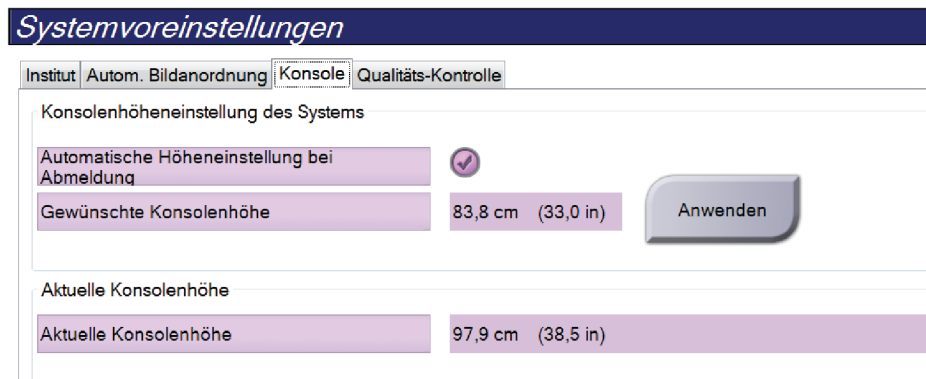 Systemvoreinstellungen
Institut Autom. Bildanordnung Konsole Qualitäts-Kontrolle
Konsolenhöheneinstellung des Systems
Automatische Höheneinstellung bei
Abmeldung
Gewünschte Konsolenhöhe 83,8 cm (33,0 in) Anwenden
Aktuelle Konsolenhöhe
Aktuelle Konsolenhöhe 97,9 cm (38,5 in)